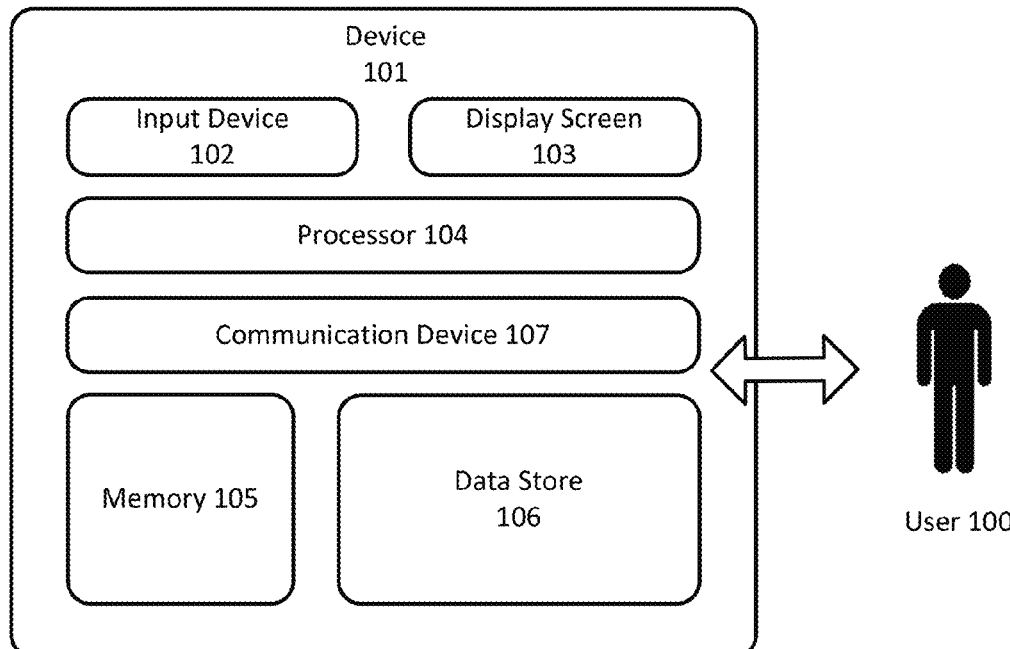 Device
101
Input Device
102
Display Screen
103
Processor 104
Communication Device 107
Memory 105
Data Store
106
User 100